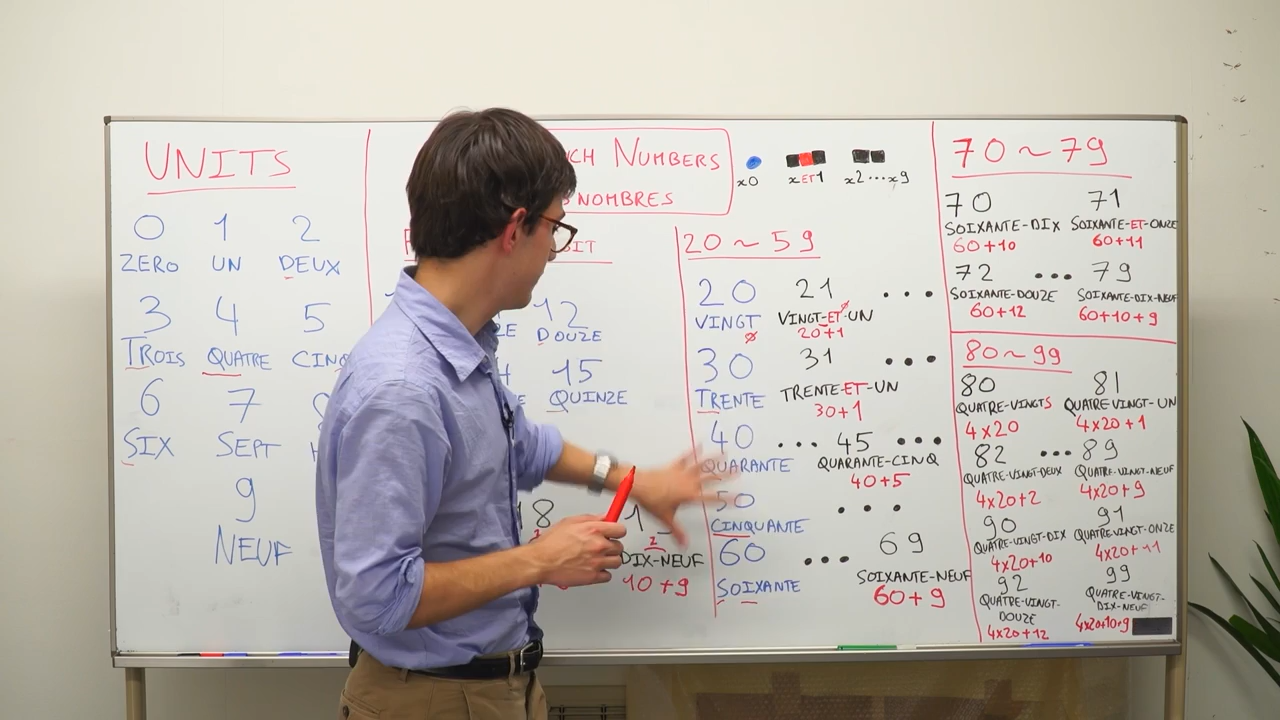 UNITS
0 1 2
ZERO UN DEUX
3 4 5
TROIS QUATRE CINQ
6 7
SIX SEPT
9
NEUF
NUMBERS
NOMBRES
x0 xET1 x2...x9
12
DOUZE
15
QUINZE
QUINZE
18
DIX-NEUF
10+9
20~59
20 21 ...
VINGT VINGT-ET-UN
20+1
30 31 ...
TRENTE TRENTE-ET-UN
30+1
40 ... 45 ...
QUARANTE QUARANTE-CINQ
40+5
50 ...
CINQUANTE
60 ... 69
SOIXANTE SOIXANTE-NEUF
60+9
70~79
70 71
SOIXANTE-DIX SOIXANTE-ET-ONZE
60+10 60+11
72 ... 79
SOIXANTE-DOUZE SOIXANTE-DIX-NEUF
60+12 60+10+9
80~99
80 81
QUATRE-VINGTS QUATRE VINGT-UN
4x20 4x20+1
82 ... 89
QUATRE-VINGT-DEUX QUATRE-VINGT-NEUF
4x20+2 4x20+9
90 91
QUATRE-VINGT-DIX QUATRE-VINGT-ONZE
4x20+10 4x20+11
92 99
QUATRE-VINGT-DOUZE QUATRE-VINGT-DIX-NEUF
4x20+12 4x20+10+9